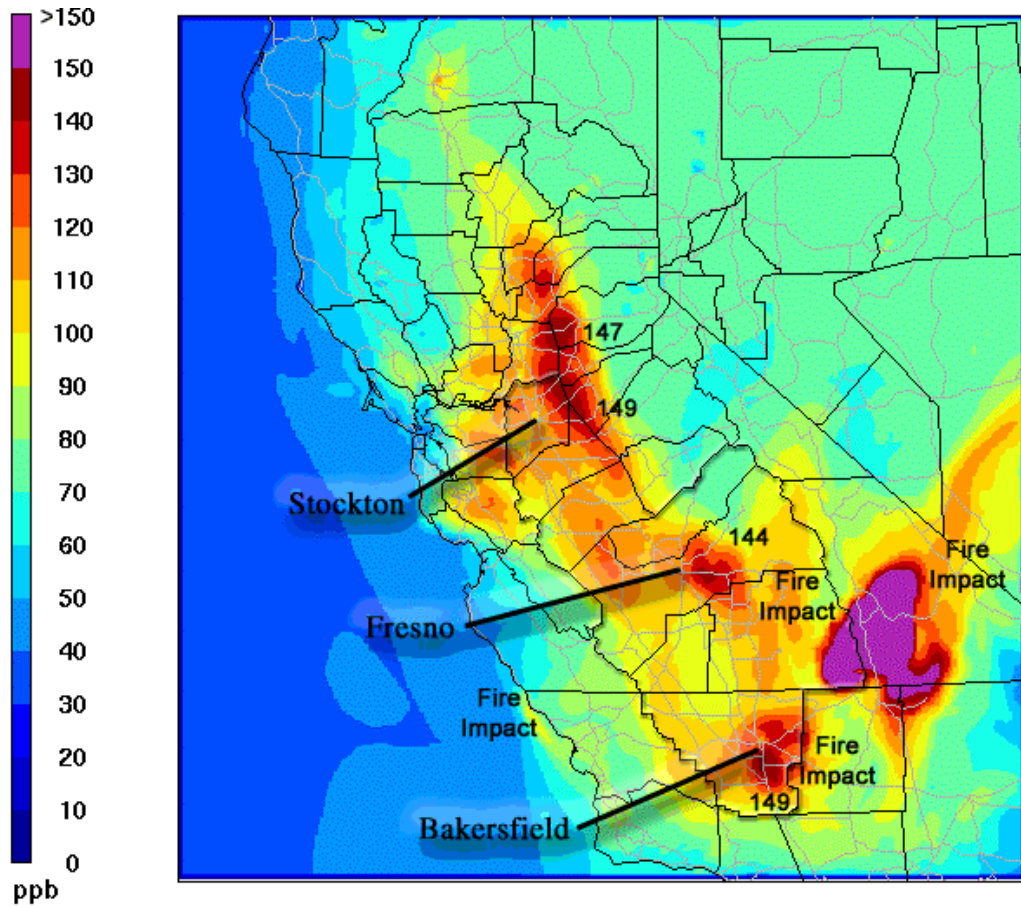 >150
150
140
130
120
110
100
90
80
70
60
50
40
30
20
10
0
ppb
147
149
Stockton
144
Fire
Impact
Fire
Impact
Fresno
Fire
Impact
Fire
Impact
149
Bakersfield